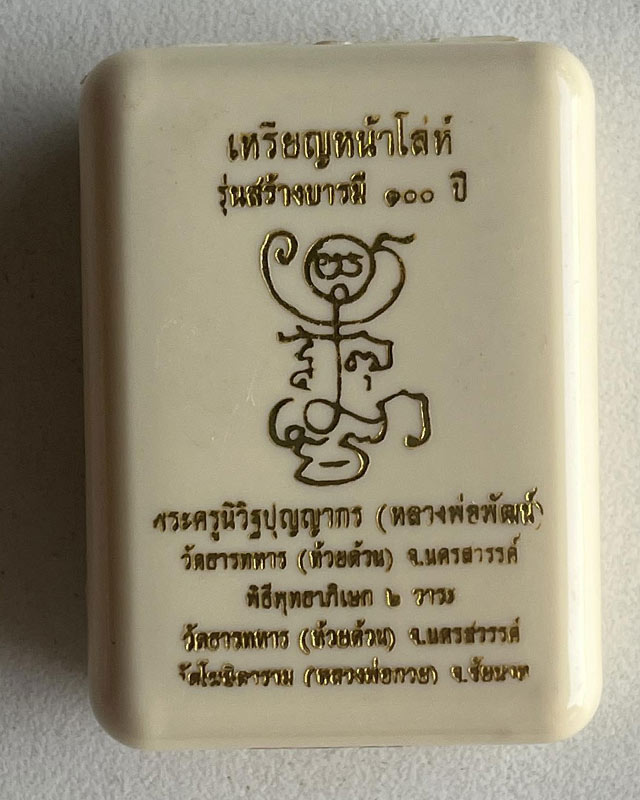 เหรียญหน้าโล่ห์
รุ่นสร้างบารมี ๑๐๐ ปี
พระครูนิวิฐปุญญากร (หลวงพ่อพัฒน์)
วัดธารทหาร (ห้วยด้วน) จ.นครสวรรค์
พิธีพุทธาภิเษก ๒ วาระ
วัดธารทหาร (ห้วยด้วน) จ.นครสวรรค์
วัดโฆสิตาราม (หลวงพ่อกวย) จ.ชัยนาท